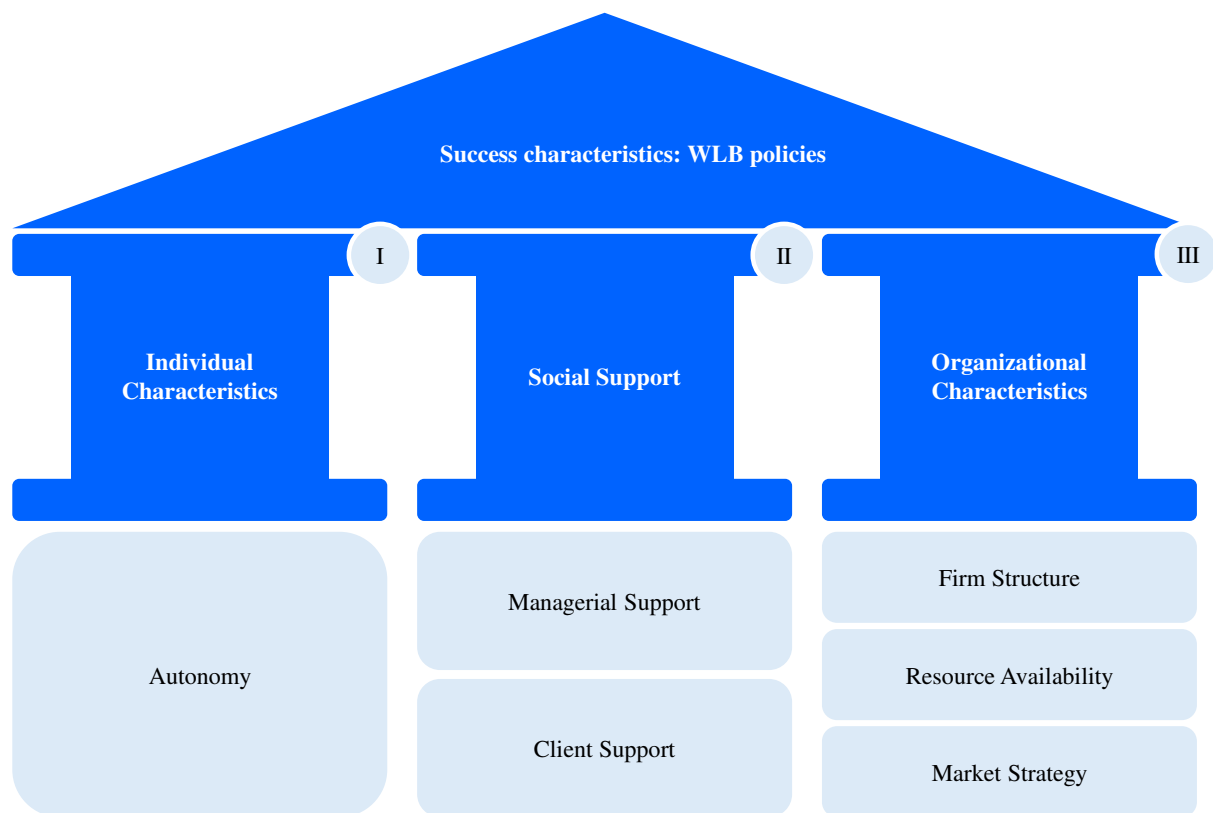 Success characteristics: WLB policies
I
II
III
Individual
Characteristics
Social Support
Organizational
Characteristics
Autonomy
Managerial Support
Client Support
Firm Structure
Resource Availability
Market Strategy